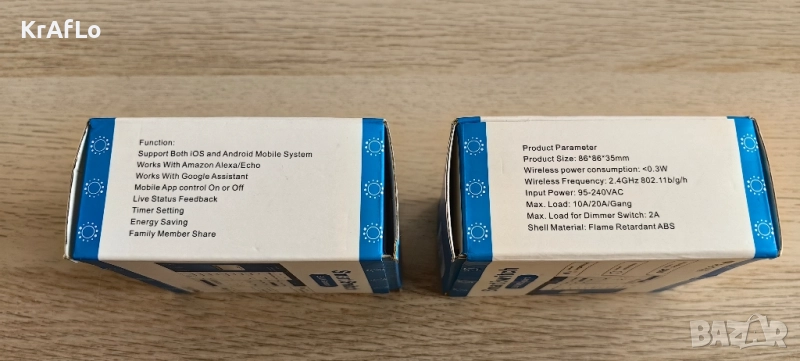 KrAfLo
Function:
Support Both iOS and Android Mobile System
Works With Amazon Alexa/Echo
Works With Google Assistant
Mobile App control On or Off
Live Status Feedback
Timer Setting
Energy Saving
Family Member Share
Product Parameter
Product Size: 86*86*35mm
Wireless power consumption: <0.3W
Wireless Frequency: 2.4GHz 802.11b/g/h
Input Power: 95-240VAC
Max. Load: 10A/20A/Gang
Max. Load for Dimmer Switch: 2A
Shell Material: Flame Retardant ABS
BAZAR